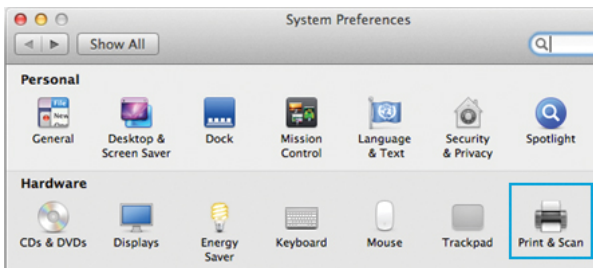 System Preferences
Show All
Personal
General
Desktop &
Screen Saver
Dock
Mission
Control
Language
& Text
Security
& Privacy
Spotlight
Hardware
CDs & DVDs
Displays
Energy
Saver
Keyboard
Mouse
Trackpad
Print & Scan